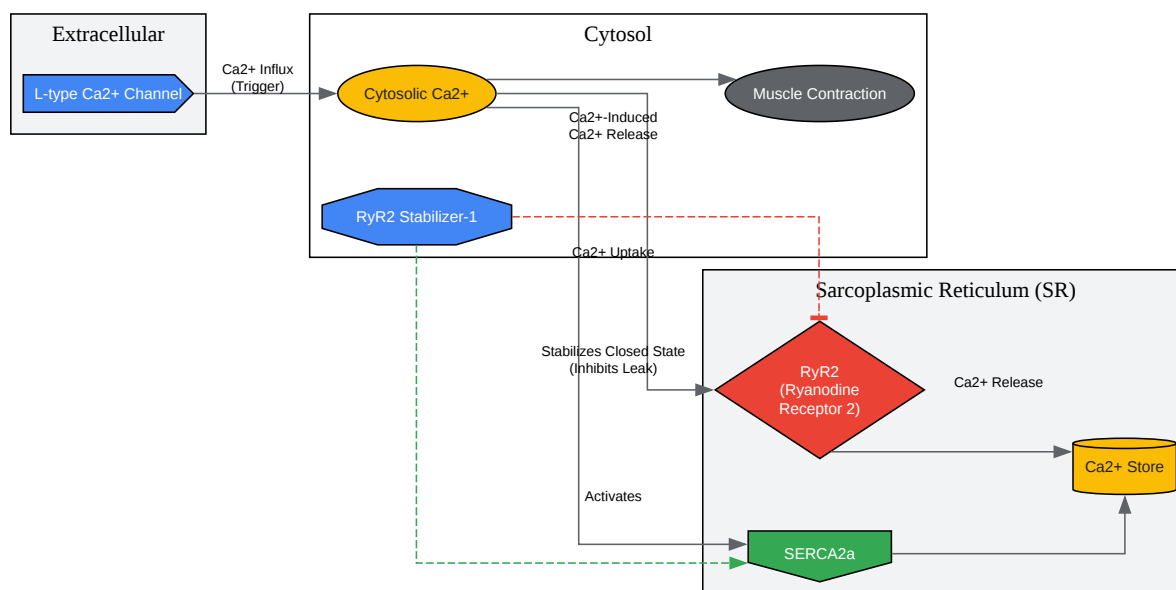 Extracellular
Cytosol
Ca2+ Influx
(Trigger)
L-type Ca2+ Channel
Cytosolic Ca2+
Muscle Contraction
Ca2+-Induced
Ca2+ Release
RyR2 Stabilizer-1
Ca2+ Uptake
Sarcoplasmic Reticulum (SR)
Stabilizes Closed State
(Inhibits Leak)
RyR2
(Ryanodine
Receptor 2)
Ca2+ Release
Ca2+ Store
Activates
SERCA2a